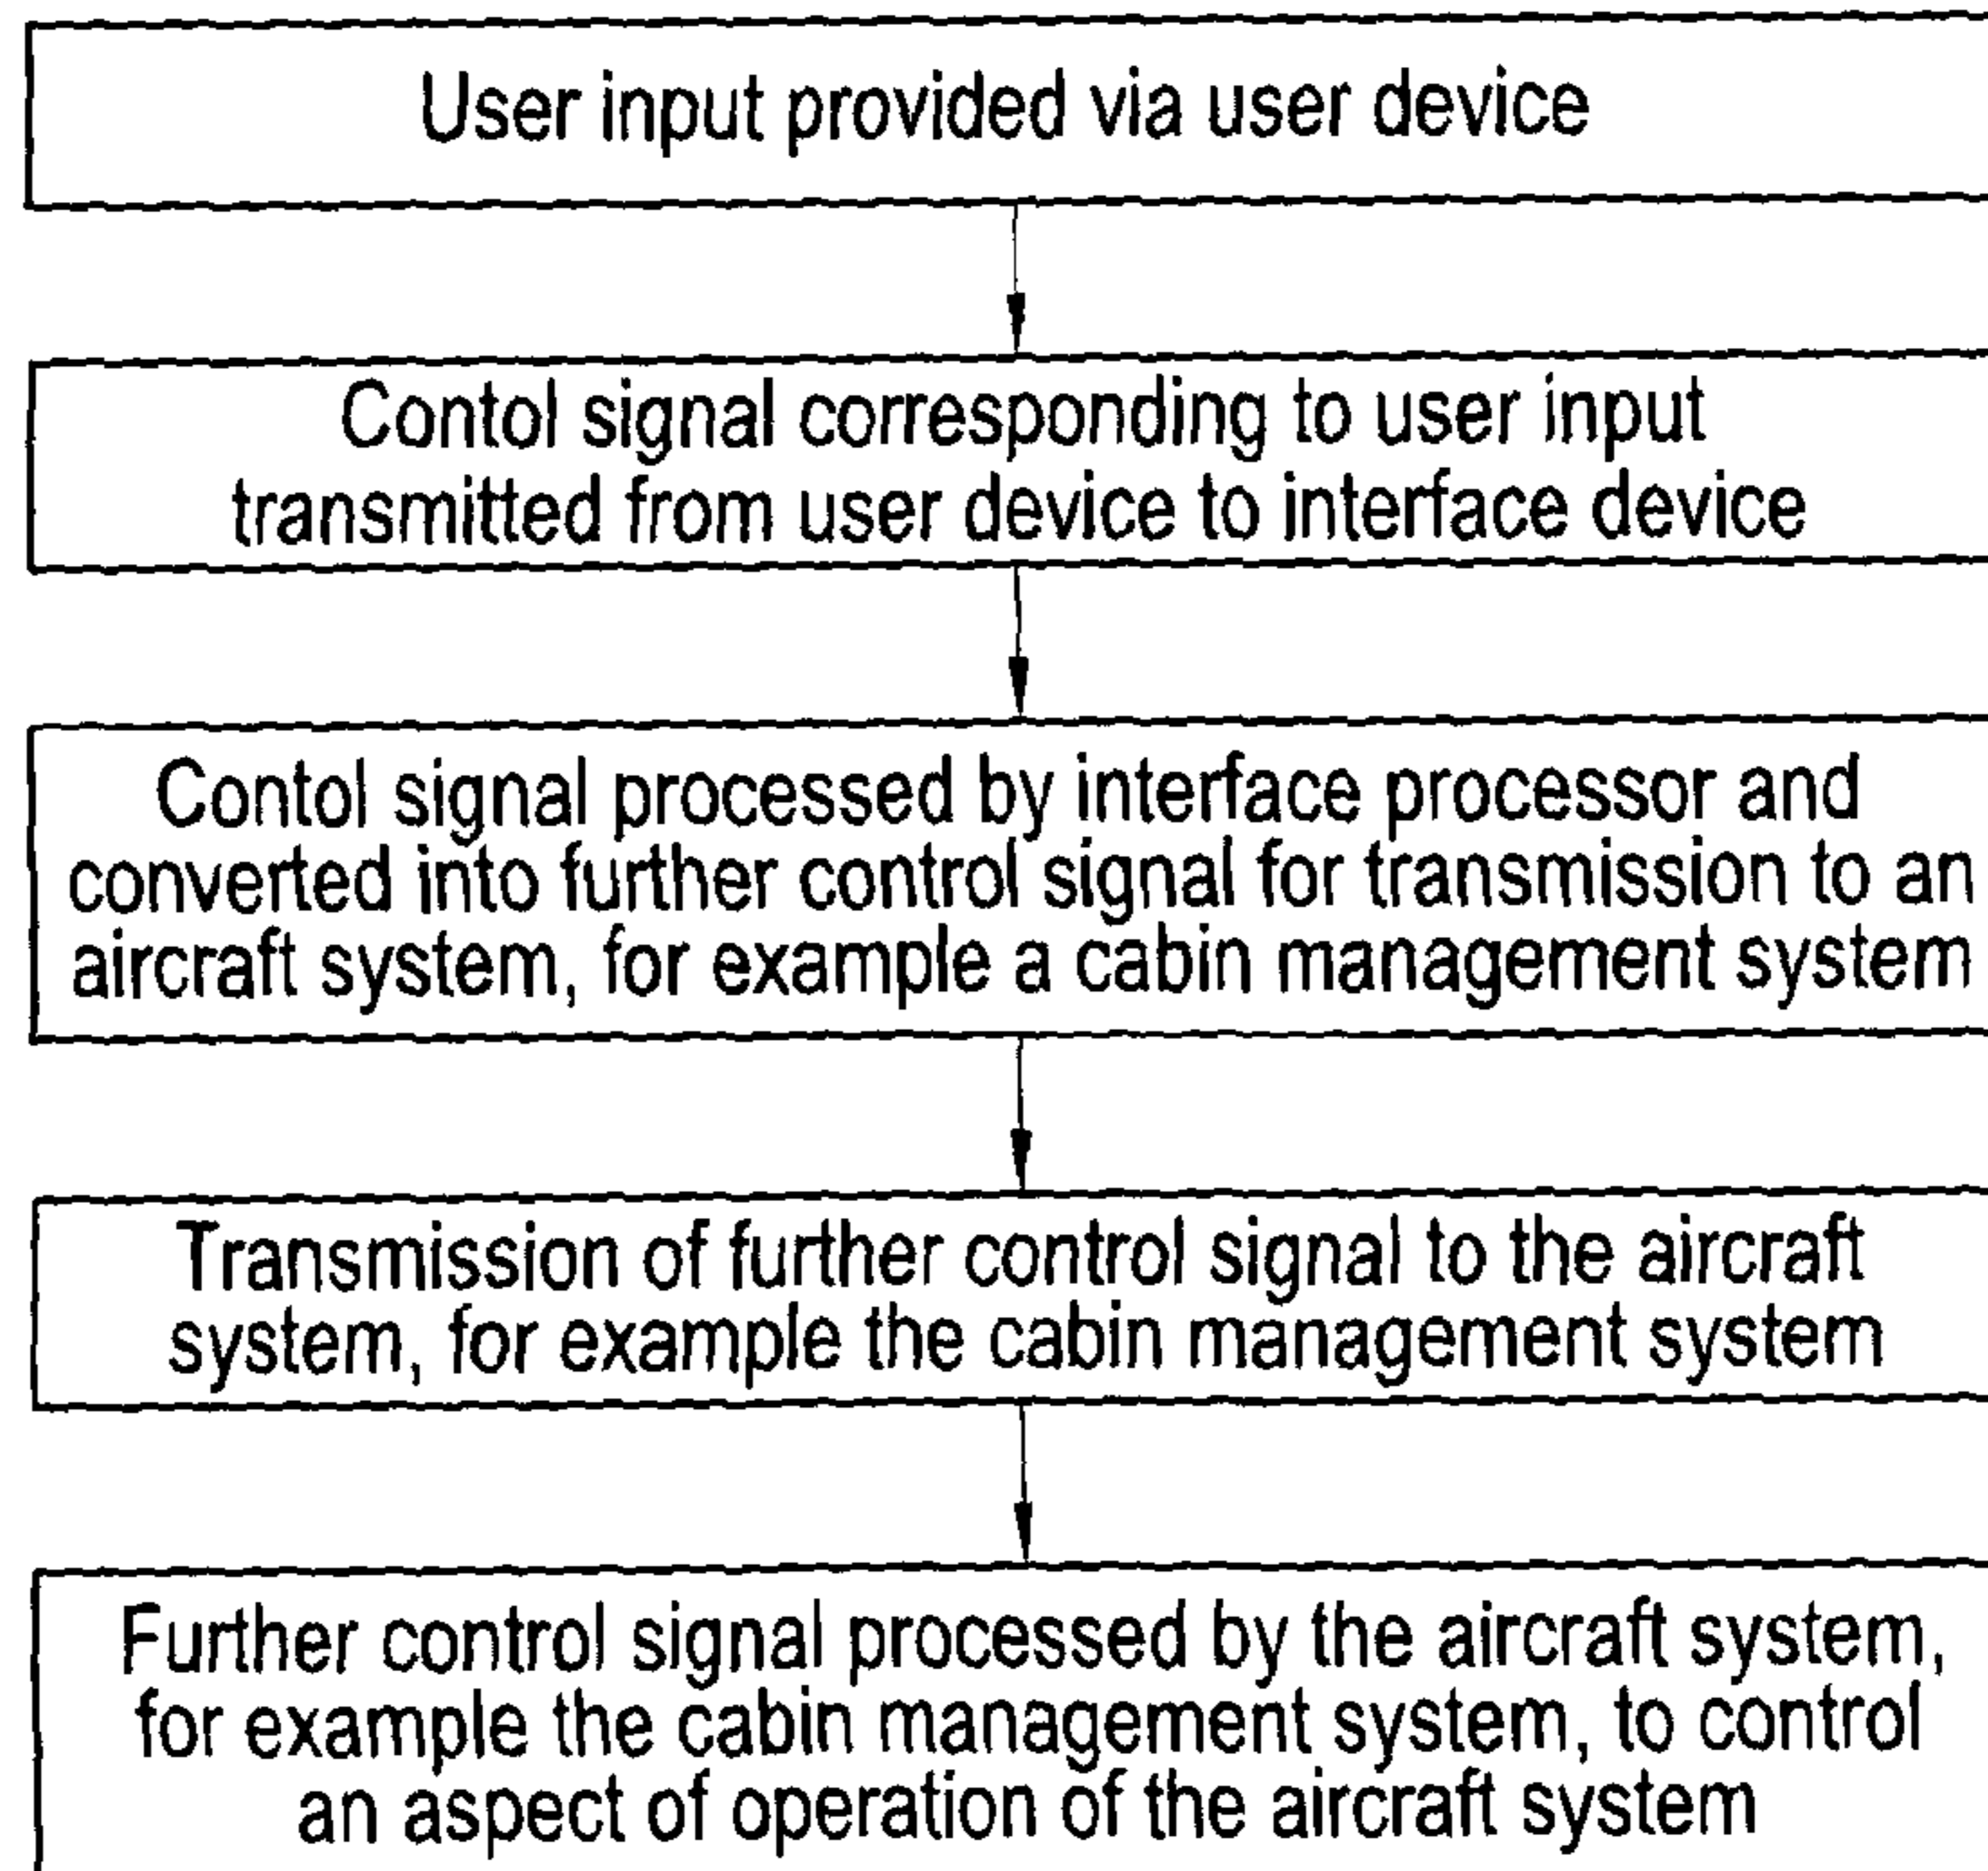 User input provided via user device
Contol signal corresponding to user input
transmitted from user device to interface device
Contol signal processed by interface processor and
converted into further control signal for transmission to an
aircraft system, for example a cabin management system
Transmission of further control signal to the aircraft
system, for example the cabin management system
Further control signal processed by the aircraft system,
for example the cabin management system, to control
an aspect of operation of the aircraft system